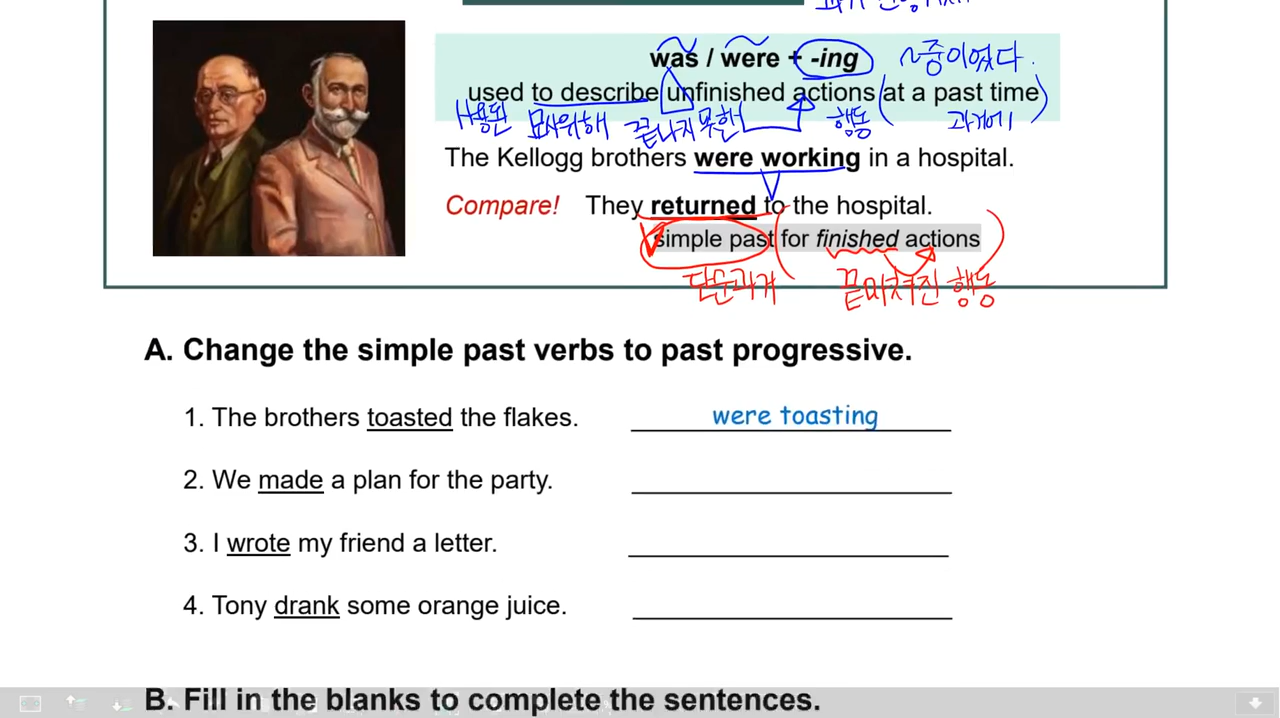 was / were + -ing ~중이었다.
used to describe unfinished actions (at a past time)
사용된 묘사위해 끝나지 못한 행동 과거에
The Kellogg brothers were working in a hospital.
Compare! They returned to the hospital.
simple past for finished actions
단순과거 끝마쳐진 행동
A. Change the simple past verbs to past progressive.
1. The brothers toasted the flakes. were toasting
2. We made a plan for the party.
3. I wrote my friend a letter.
4. Tony drank some orange juice.
B. Fill in the blanks to complete the sentences.